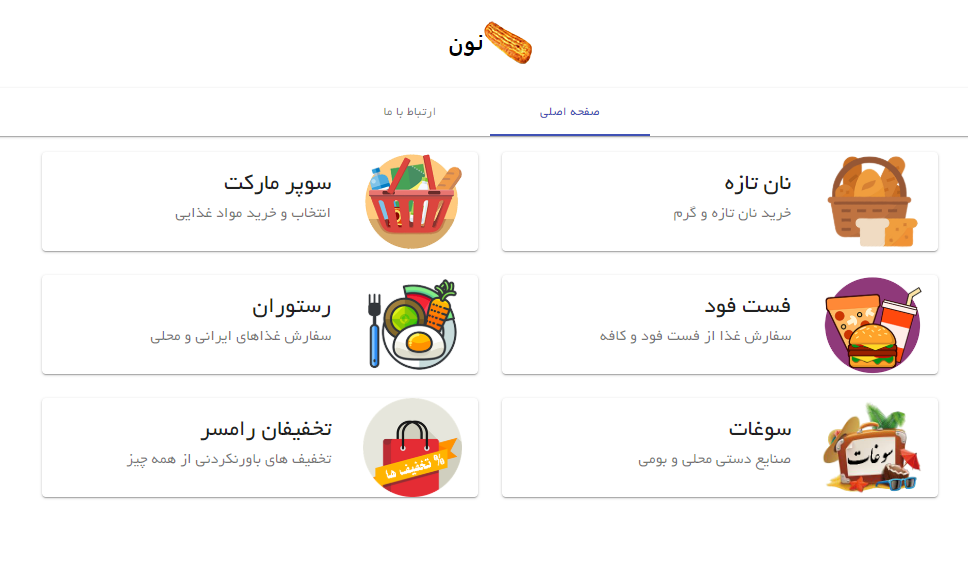 نون
صفحه اصلی
ارتباط با ما
نان تازه
خرید نان تازه و گرم
سوپر مارکت
انتخاب و خرید مواد غذایی
فست فود
سفارش غذا از فست فود و کافه
رستوران
سفارش غذاهای ایرانی و محلی
سوغات
صنایع دستی محلی و بومی
سوغات
تخفیفان رامسر
تخفیف های باورنکردنی از همه چیز
% تخفیف ها